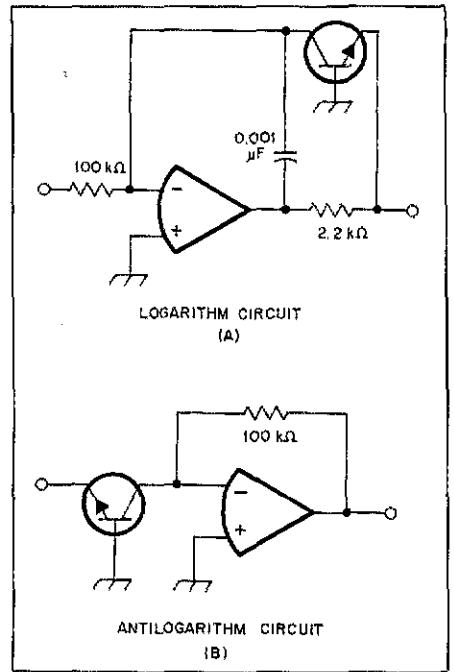 0.001
μF
100 kΩ
−
+
2.2 kΩ
LOGARITHM CIRCUIT
(A)
100 kΩ
−
+
ANTILOGARITHM CIRCUIT
(B)